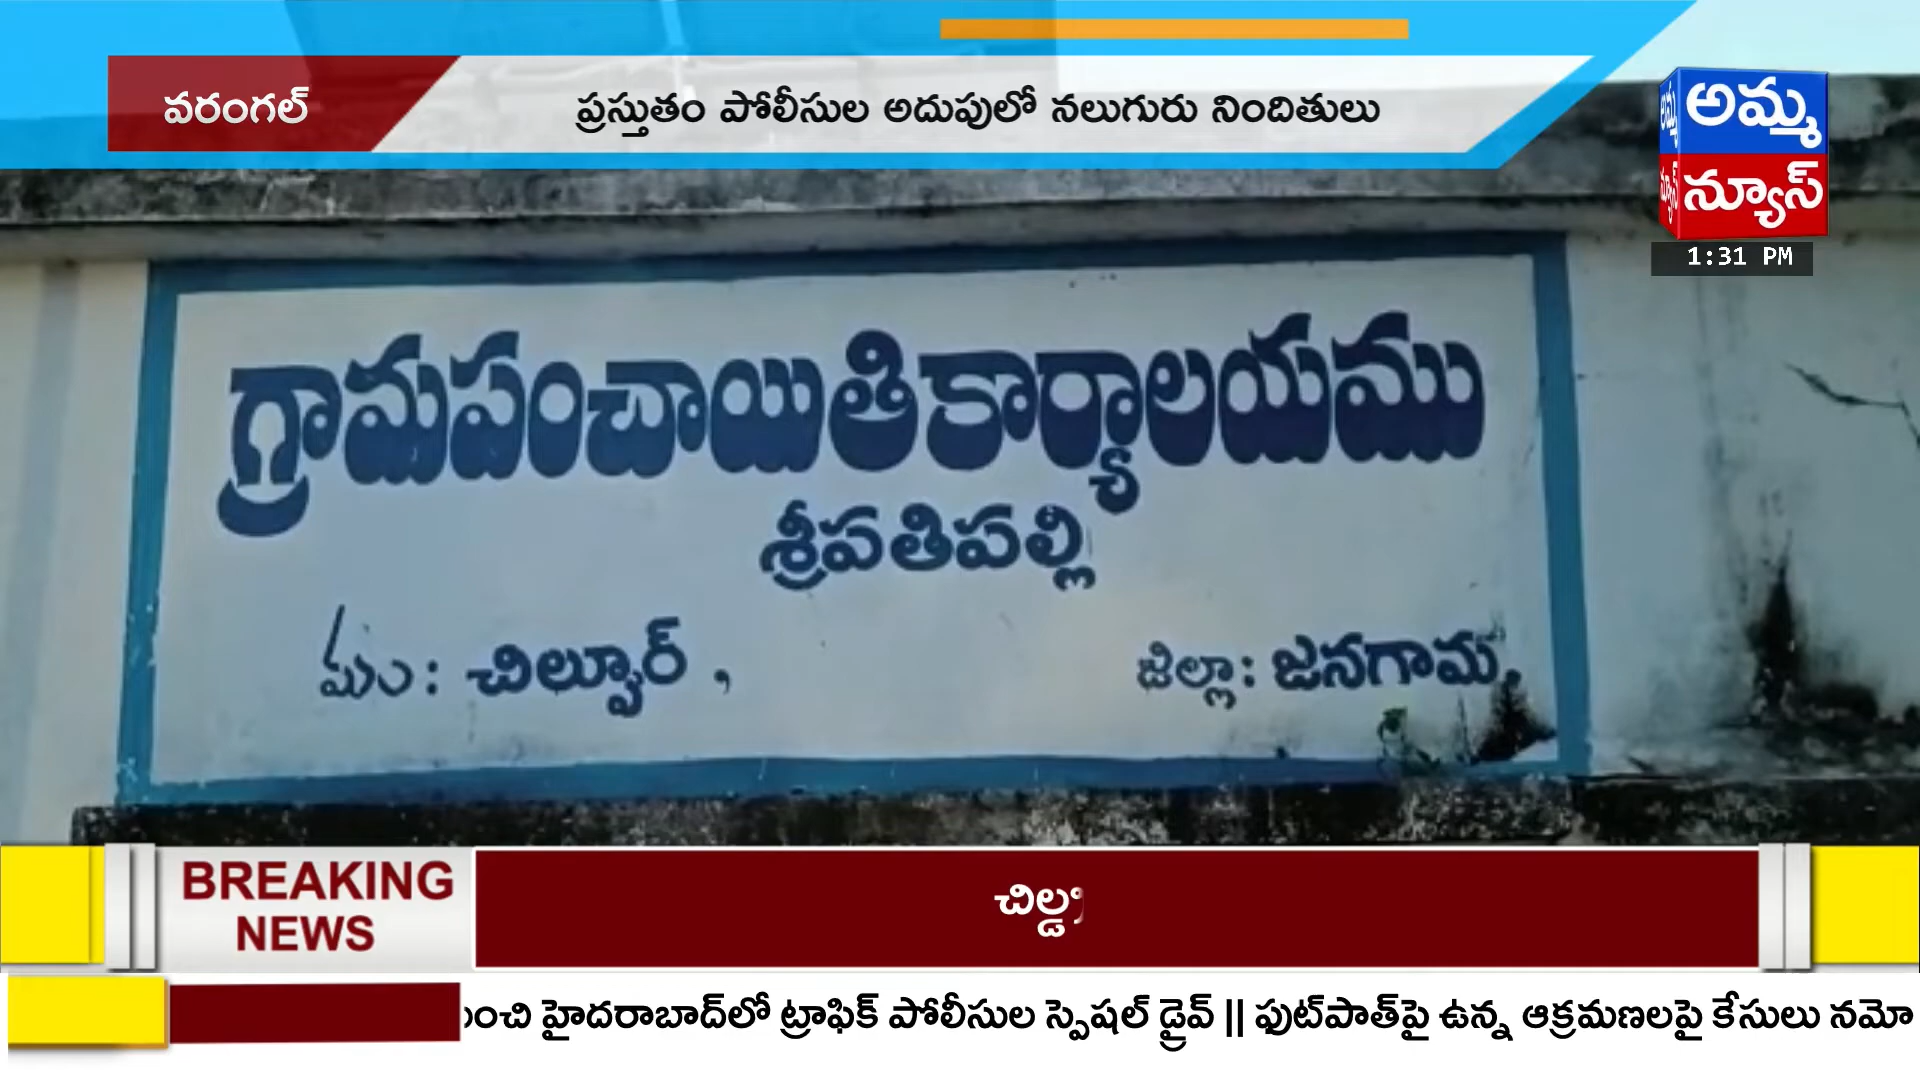 వరంగల్
ప్రస్తుతం పోలీసుల అదుపులో నలుగురు నిందితులు
అమ్మ
న్యూస్
1:31 PM
గ్రామపంచాయితి కార్యాలయము
శ్రీపతిపల్లి
మం: చిల్పూర్,
జిల్లా: జనగామ.
BREAKING
NEWS
హైదరాబాద్‌లో ట్రాఫిక్ పోలీసుల స్పెషల్ డ్రైవ్ || ఫుట్‌పాత్‌పై ఉన్న ఆక్రమణలపై కేసులు